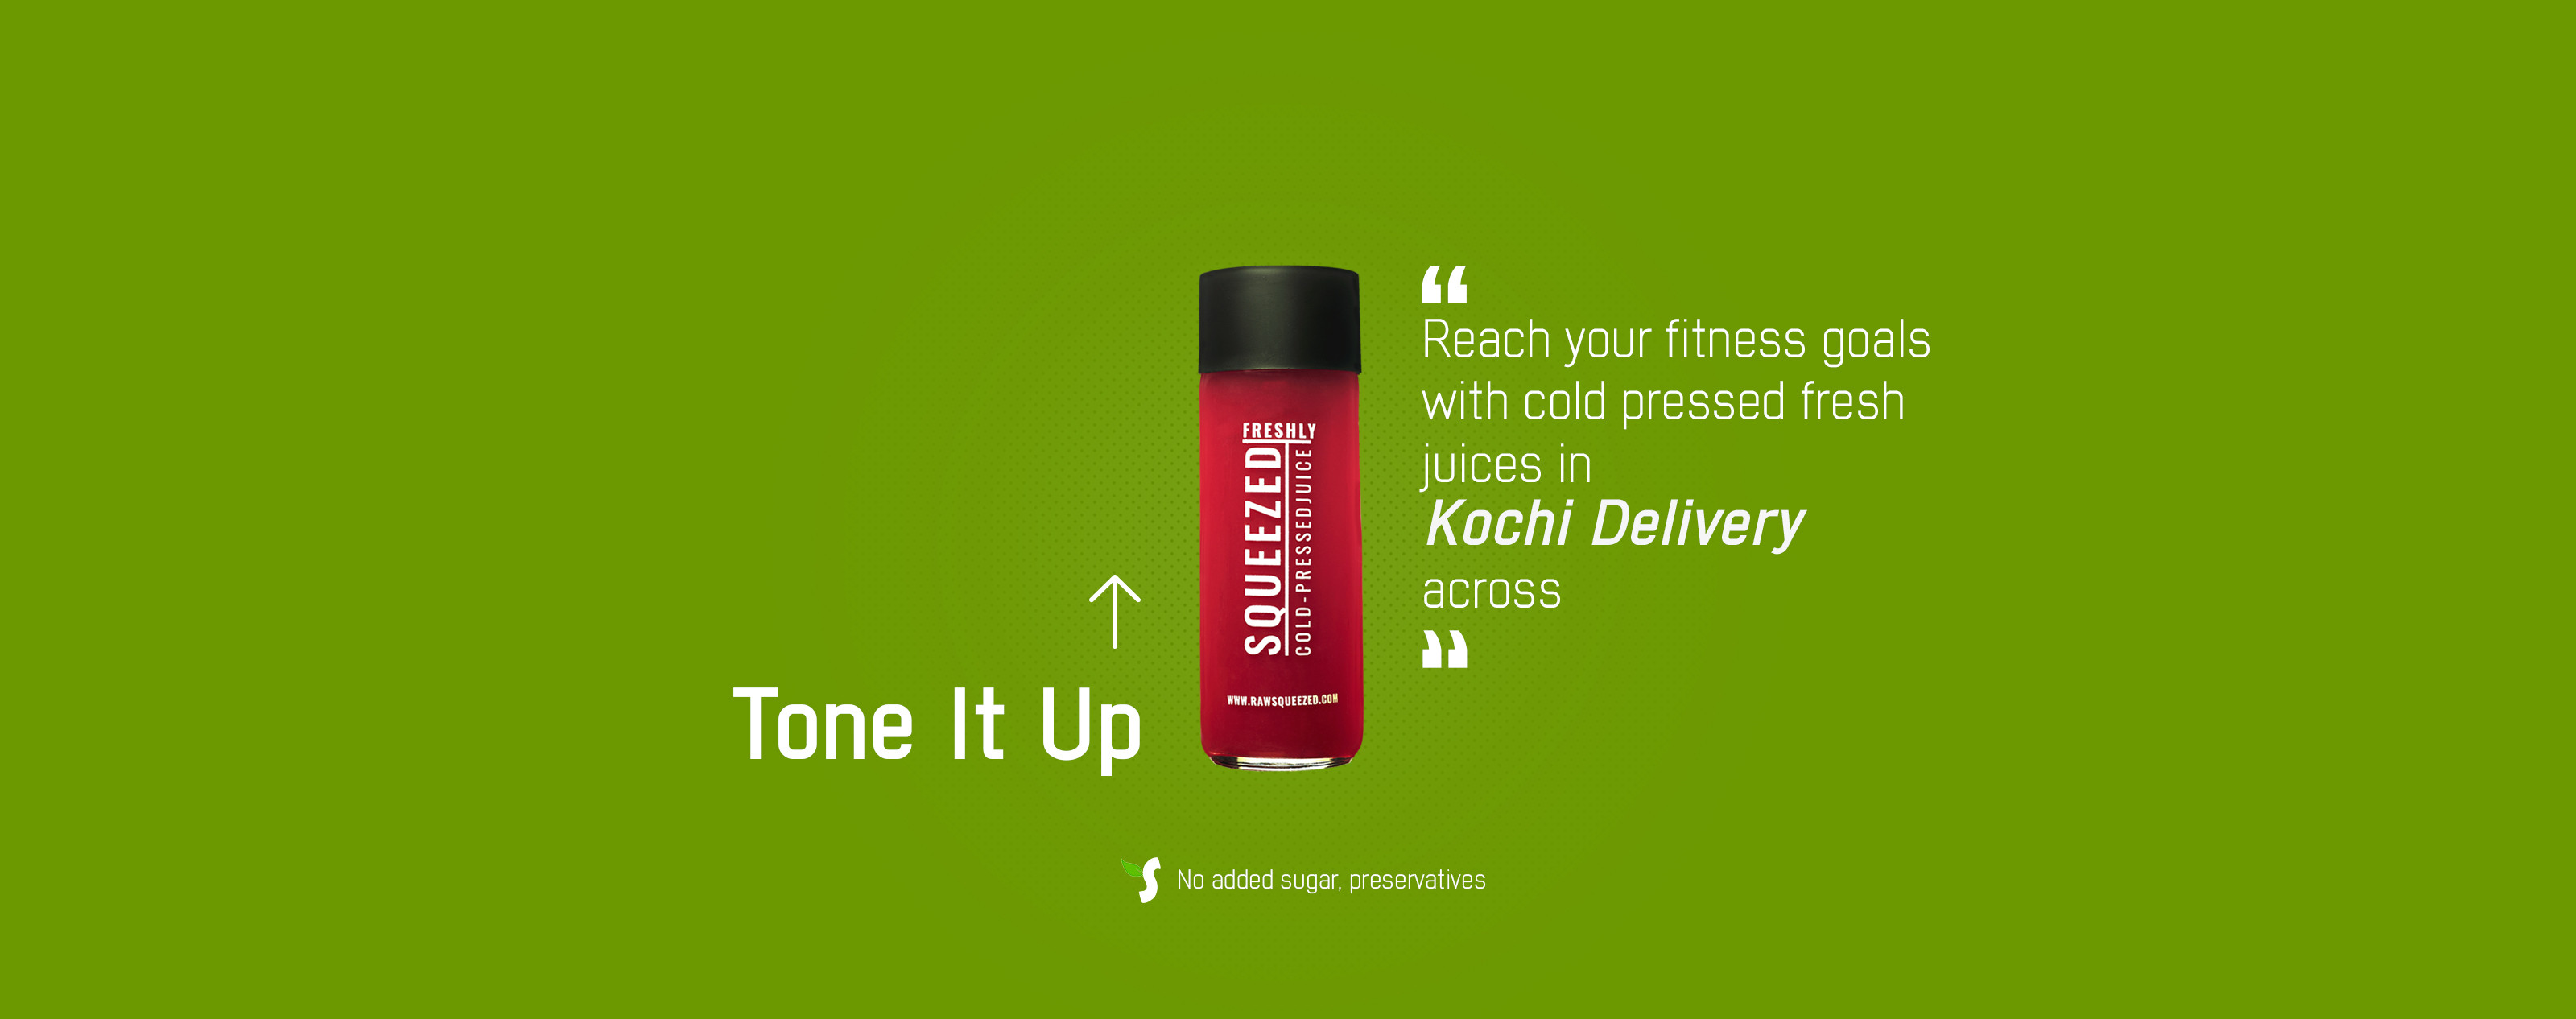 “
Reach your fitness goals
with cold pressed fresh
juices in
Kochi Delivery
across
”
FRESHLY
SQUEEZED
COLD-PRESSEDJUICE
WWW.RAWSQUEEZED.COM
Tone It Up
S No added sugar, preservatives